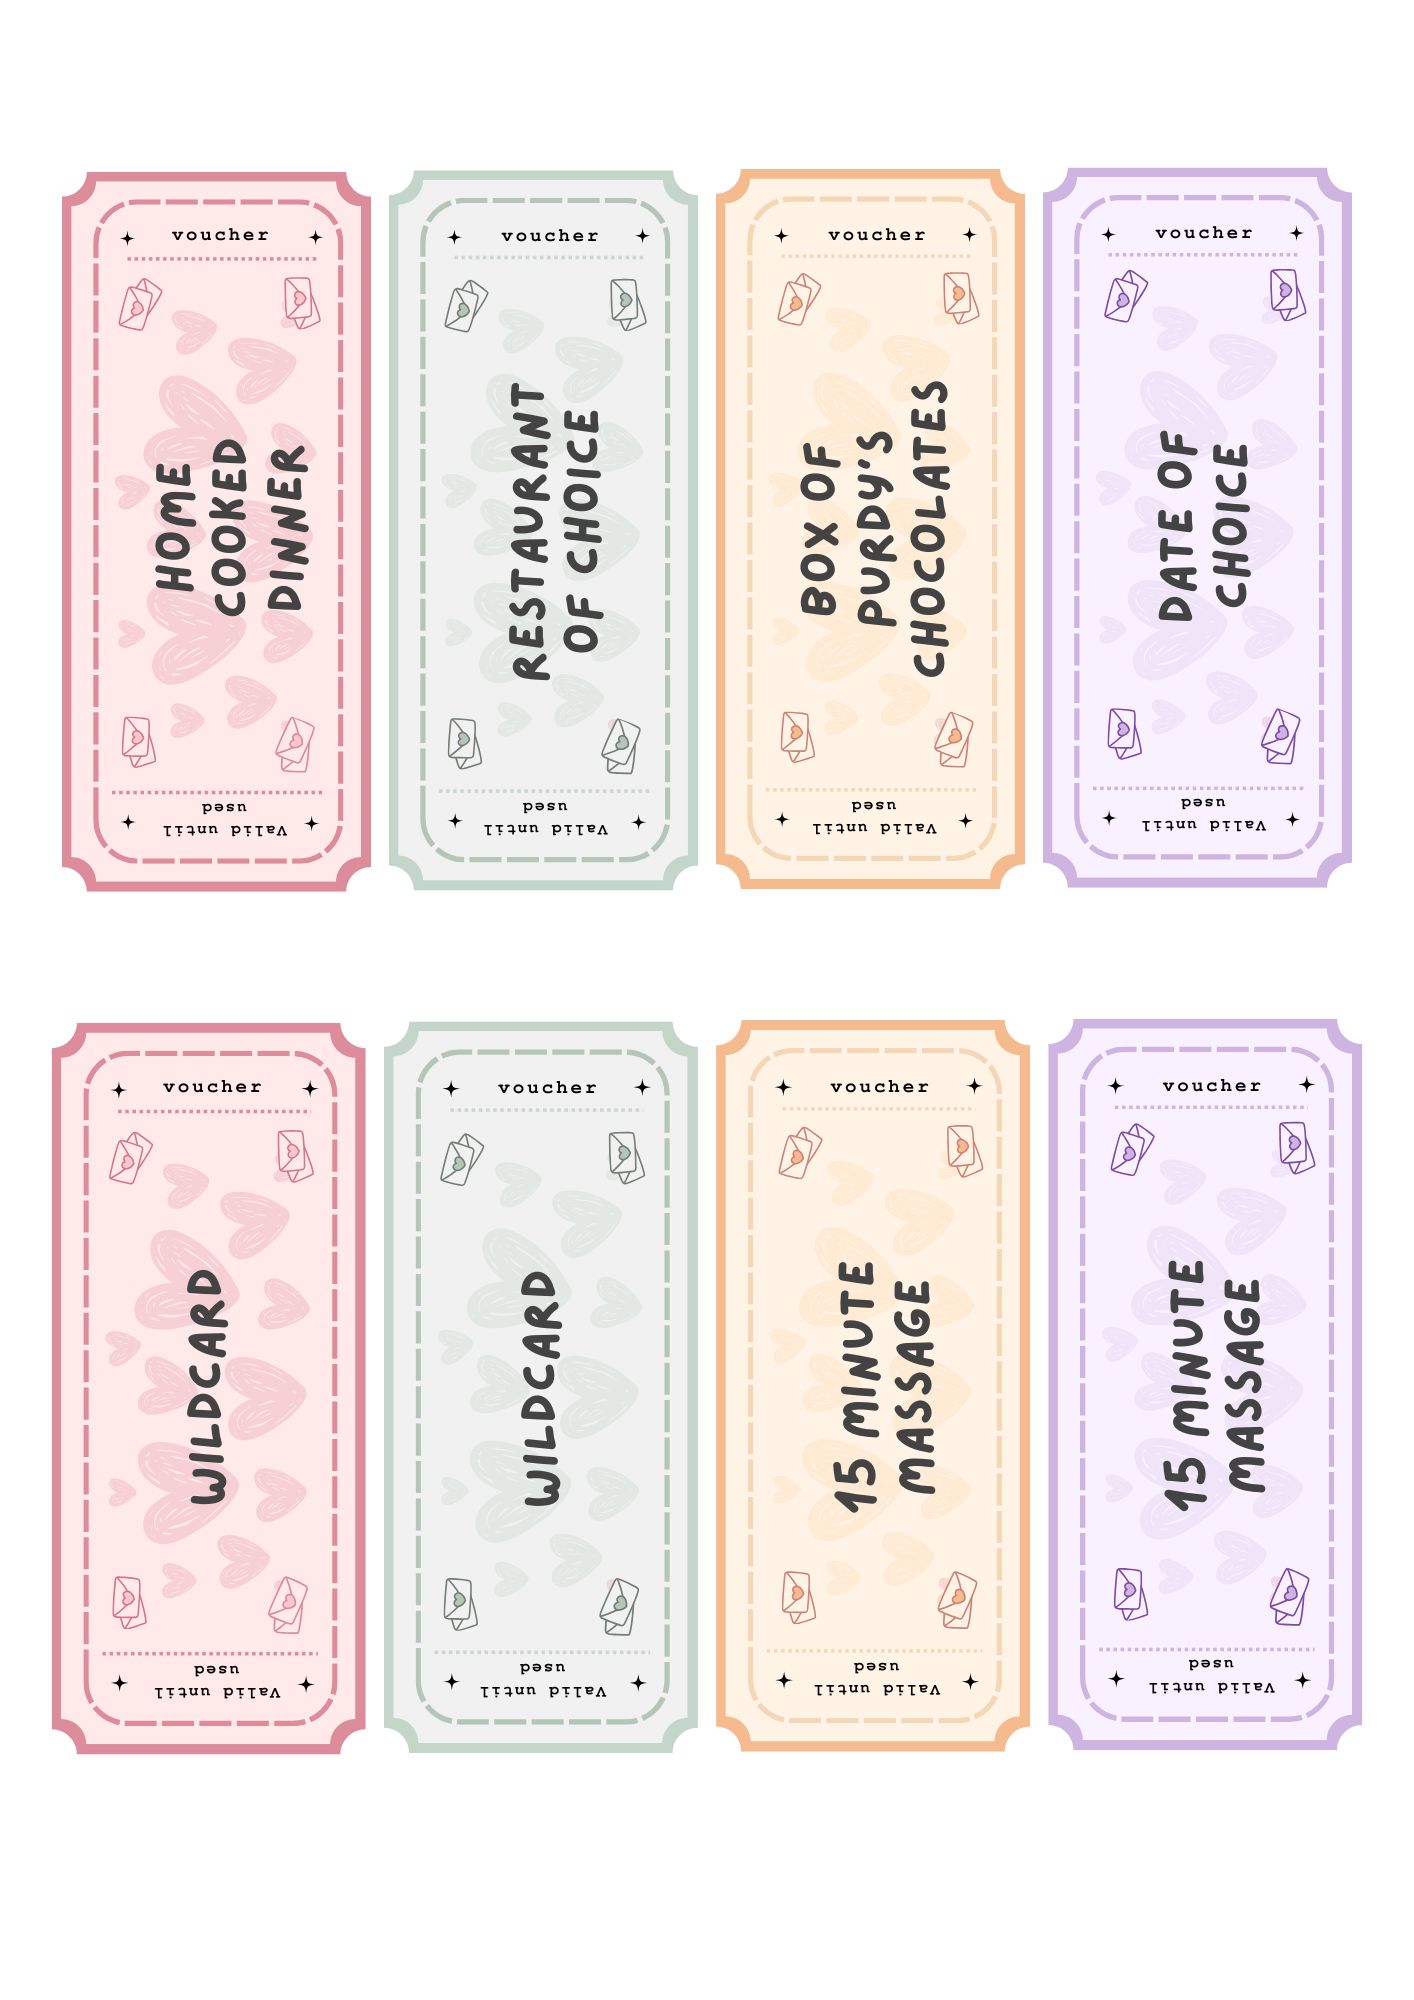 voucher
HOME
COOKED
DINNER
Valid until
used
voucher
RESTAURANT
OF CHOICE
Valid until
used
voucher
BOX OF
PURDY'S
CHOCOLATES
Valid until
used
voucher
DATE OF
CHOICE
Valid until
used
voucher
WILDCARD
Valid until
used
voucher
WILDCARD
Valid until
used
voucher
15 MINUTE
MASSAGE
Valid until
used
voucher
15 MINUTE
MASSAGE
Valid until
used